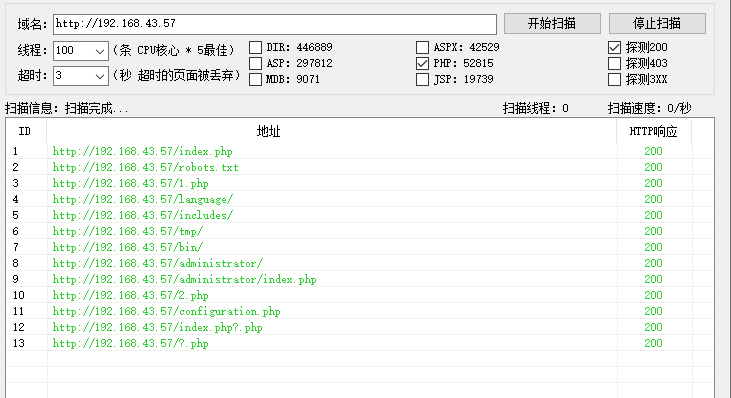 域名: http://192.168.43.57 开始扫描 停止扫描
线程: 100 (条 CPU核心 * 5最佳) DIR: 446889 ASPX: 42529 探测200
ASP: 297812 PHP: 52815 探测403
超时: 3 (秒 超时的页面被丢弃) MDB: 9071 JSP: 19739 探测3XX
扫描信息: 扫描完成... 扫描线程: 0 扫描速度: 0/秒
ID 地址 HTTP响应
1 http://192.168.43.57/index.php 200
2 http://192.168.43.57/robots.txt 200
3 http://192.168.43.57/1.php 200
4 http://192.168.43.57/language/ 200
5 http://192.168.43.57/includes/ 200
6 http://192.168.43.57/tmp/ 200
7 http://192.168.43.57/bin/ 200
8 http://192.168.43.57/administrator/ 200
9 http://192.168.43.57/administrator/index.php 200
10 http://192.168.43.57/2.php 200
11 http://192.168.43.57/configuration.php 200
12 http://192.168.43.57/index.php?.php 200
13 http://192.168.43.57/?.php 200